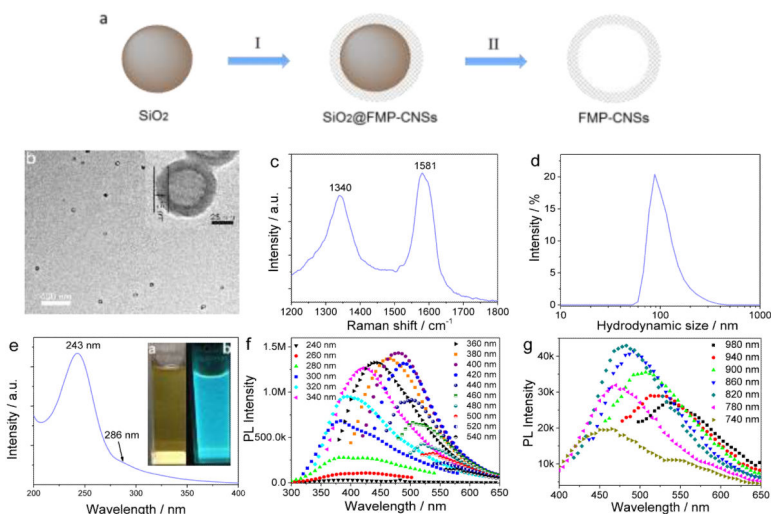 a
I
II
SiO2
SiO2@FMP-CNSs
FMP-CNSs
b
c
1340
1581
Intensity / a.u.
1200 1300 1400 1500 1600 1700 1800
Raman shift / cm-1
d
Intensity / %
20
15
10
5
0
10 100 1000
Hydrodynamic size / nm
e
243 nm
286 nm
a
b
Intensity / a.u.
200 250 300 350 400
Wavelength / nm
f
PL Intensity
1.5M
1.0M
500.0k
0.0
240 nm
260 nm
280 nm
300 nm
320 nm
340 nm
360 nm
380 nm
400 nm
420 nm
440 nm
460 nm
480 nm
500 nm
520 nm
540 nm
300 350 400 450 500 550 600 650
Wavelength / nm
g
PL Intensity
40k
30k
20k
10k
980 nm
940 nm
900 nm
860 nm
820 nm
780 nm
740 nm
400 450 500 550 600 650
Wavelength / nm